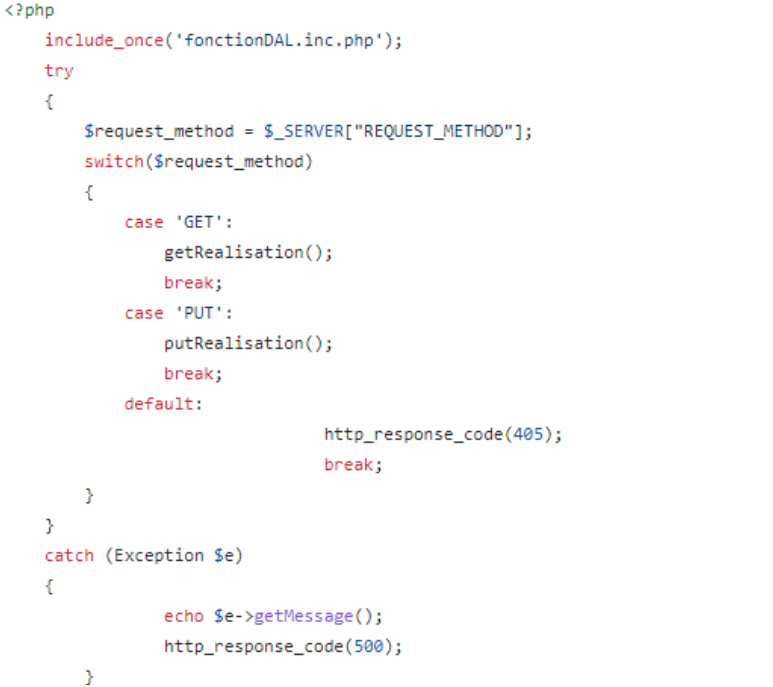 <?php
include_once('fonctionDAL.inc.php');
try
{
$request_method = $_SERVER["REQUEST_METHOD"];
switch($request_method)
{
case 'GET':
getRealisation();
break;
case 'PUT':
putRealisation();
break;
default:
http_response_code(405);
break;
}
}
catch (Exception $e)
{
echo $e->getMessage();
http_response_code(500);
}